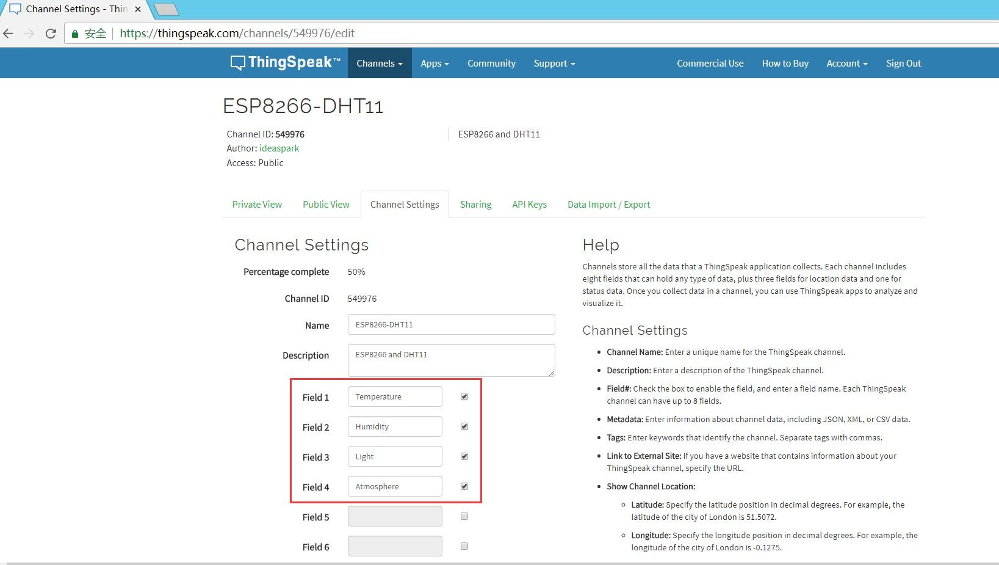 Channel Settings - Thin
安全 https://thingspeak.com/channels/549976/edit
ThingSpeak™ Channels Apps Community Support Commercial Use How to Buy Account Sign Out
ESP8266-DHT11
Channel ID: 549976
Author: ideaspark
Access: Public
ESP8266 and DHT11
Private View Public View Channel Settings Sharing API Keys Data Import / Export
Channel Settings
Percentage complete 50%
Channel ID 549976
Name ESP8266-DHT11
Description ESP8266 and DHT11
Field 1 Temperature
Field 2 Humidity
Field 3 Light
Field 4 Atmosphere
Field 5
Field 6
Help
Channels store all the data that a ThingSpeak application collects. Each channel includes
eight fields that can hold any type of data, plus three fields for location data and one for
status data. Once you collect data in a channel, you can use ThingSpeak apps to analyze and
visualize it.
Channel Settings
• Channel Name: Enter a unique name for the ThingSpeak channel.
• Description: Enter a description of the ThingSpeak channel.
• Field#: Check the box to enable the field, and enter a field name. Each ThingSpeak
channel can have up to 8 fields.
• Metadata: Enter information about channel data, including JSON, XML, or CSV data.
• Tags: Enter keywords that identify the channel. Separate tags with commas.
• Link to External Site: If you have a website that contains information about your
ThingSpeak channel, specify the URL.
• Show Channel Location:
○ Latitude: Specify the latitude position in decimal degrees. For example, the
latitude of the city of London is 51.5072.
○ Longitude: Specify the longitude position in decimal degrees. For example, the
longitude of the city of London is -0.1275.